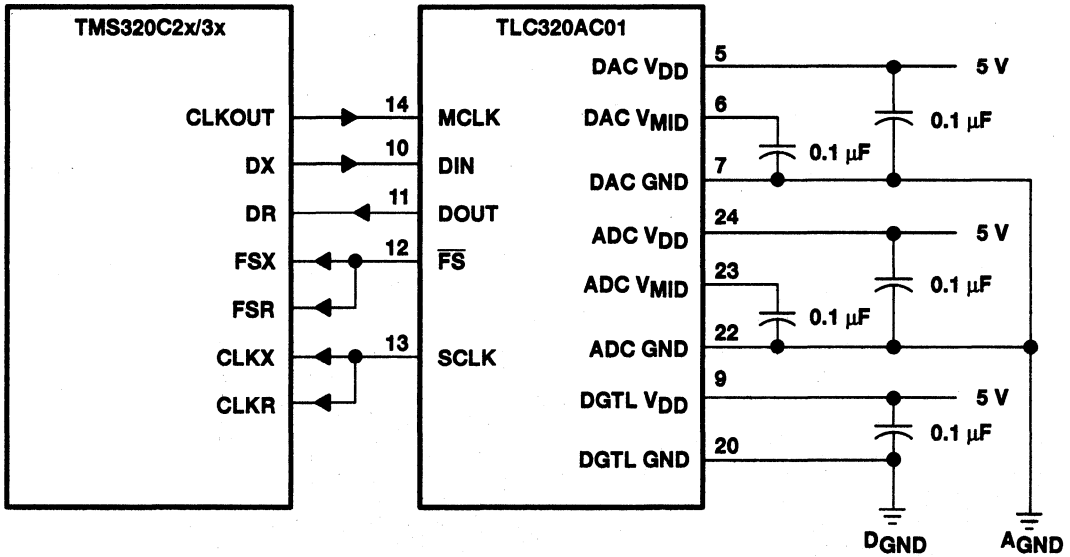 TMS320C2x/3x
TLC320AC01
CLKOUT
DX
DR
FSX
FSR
CLKX
CLKR
14
10
11
12
13
MCLK
DIN
DOUT
FS
SCLK
DAC VDD
DAC VMID
DAC GND
ADC VDD
ADC VMID
ADC GND
DGTL VDD
DGTL GND
5
6
7
24
23
22
9
20
5 V
0.1 µF
0.1 µF
5 V
0.1 µF
0.1 µF
5 V
0.1 µF
DGND
AGND